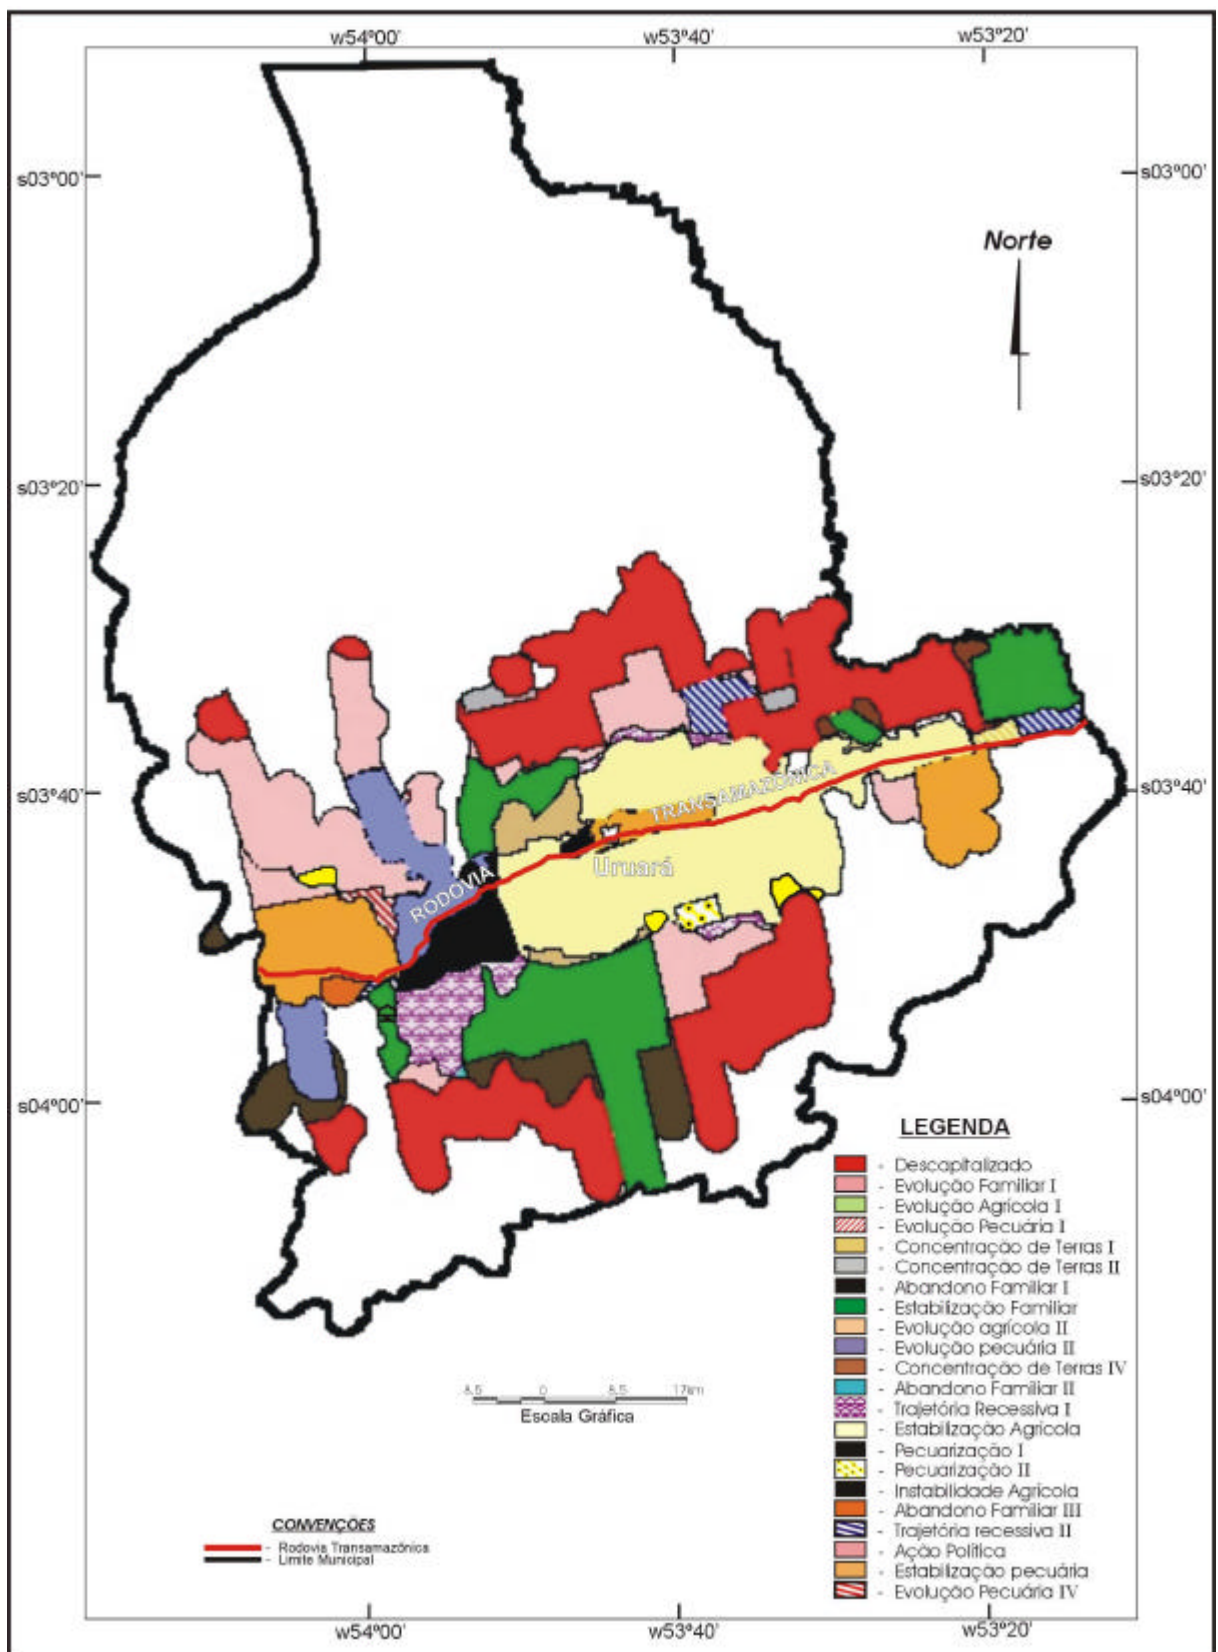 w54º00'
w53º40'
w53º20'
s03º00'
s03º00'
Norte
s03º20'
s03º20'
s03º40'
s03º40'
RODOVIA TRANSAMAZÔNICA
Uruará
s04º00'
s04º00'
LEGENDA
- Descapitalizado
- Evolução Familiar I
- Evolução Agrícola I
- Evolução Pecuária I
- Concentração de Terras I
- Concentração de Terras II
- Abandono Familiar I
- Estabilização Familiar
- Evolução agrícola II
- Evolução pecuária II
- Concentração de Terras IV
- Abandono Familiar II
- Trajetória Recessiva I
- Estabilização Agrícola
- Pecuarização I
- Pecuarização II
- Instabilidade Agrícola
- Abandono Familiar III
- Trajetória recessiva II
- Ação Política
- Estabilização pecuária
- Evolução Pecuária IV
0 8,5 17km
Escala Gráfica
CONVENÇÕES
- Rodovia Transamazônica
- Limite Municipal
w54º00'
w53º40'
w53º20'